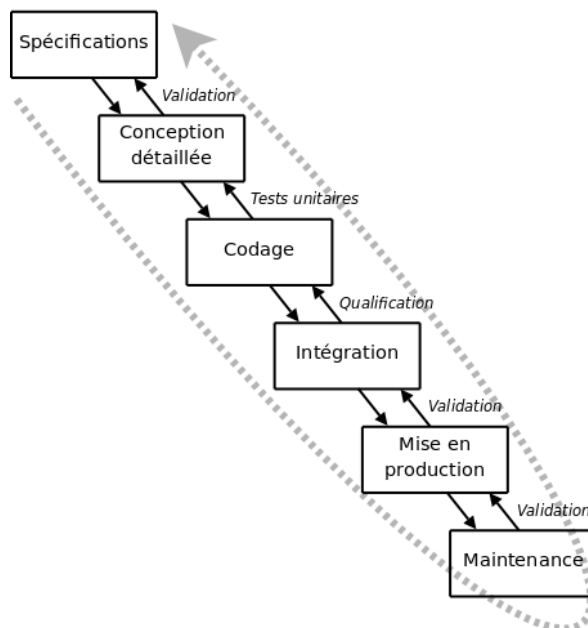 Spécifications
Validation
Conception
détaillée
Tests unitaires
Codage
Qualification
Intégration
Validation
Mise en
production
Validation
Maintenance